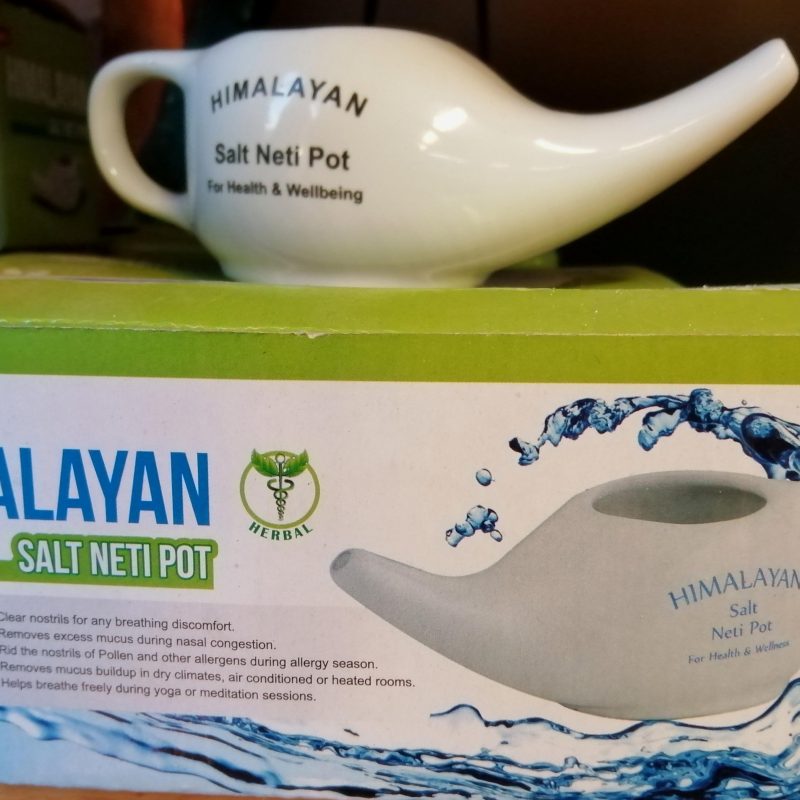 HIMALAYAN
Salt Neti Pot
For Health & Wellbeing
ALAYAN
SALT NETI POT
HERBAL
Clear nostrils for any breathing discomfort.
Removes excess mucus during nasal congestion.
Rid the nostrils of Pollen and other allergens during allergy season.
Removes mucus buildup in dry climates, air conditioned or heated rooms.
Helps breathe freely during yoga or meditation sessions.
HIMALAYAN
Salt
Neti Pot
For Health & Wellness